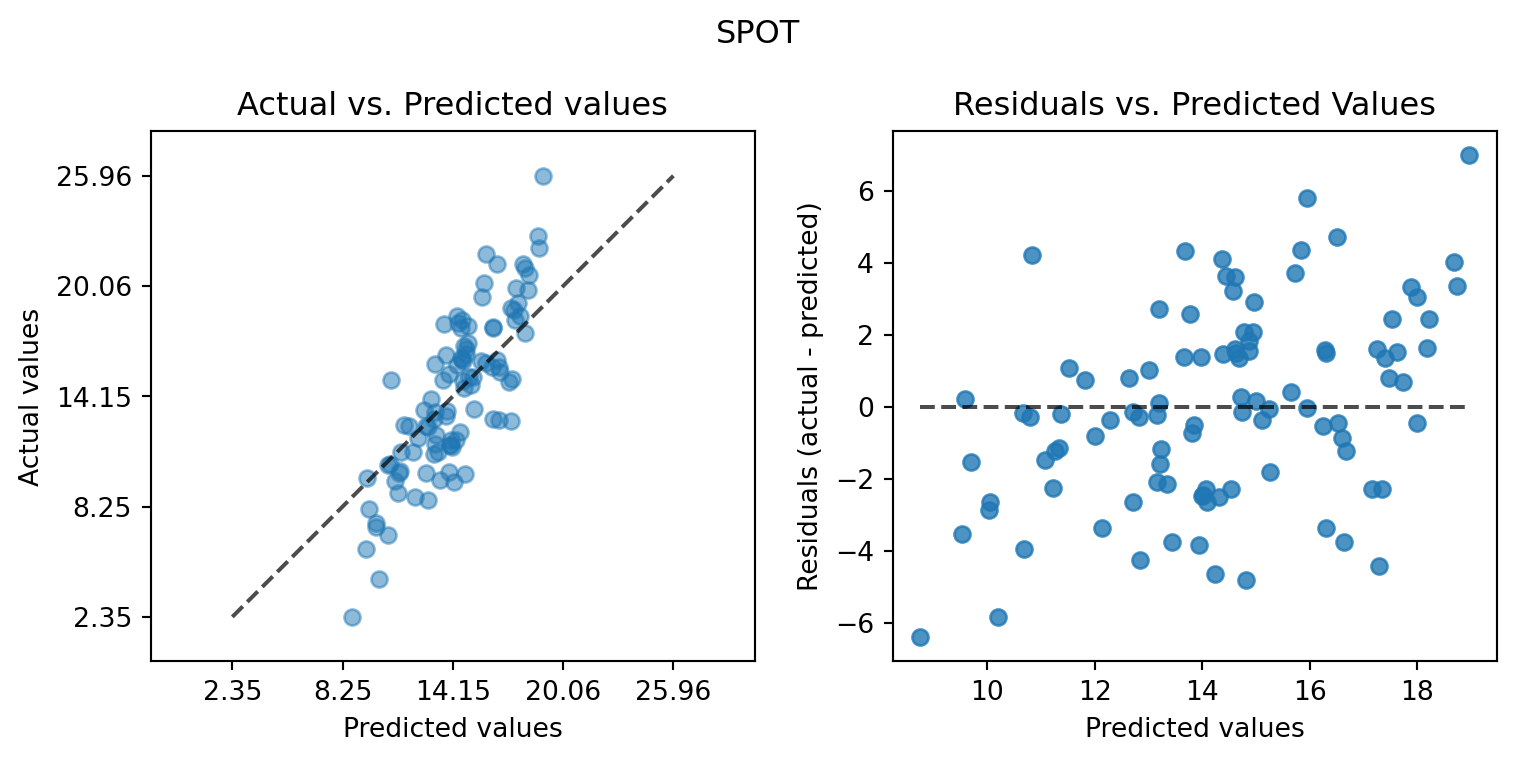 SPOT
Actual vs. Predicted values
Actual values
25.96
20.06
14.15
8.25
2.35
2.35 8.25 14.15 20.06 25.96
Predicted values
Residuals vs. Predicted Values
Residuals (actual - predicted)
6
4
2
0
−2
−4
−6
10 12 14 16 18
Predicted values